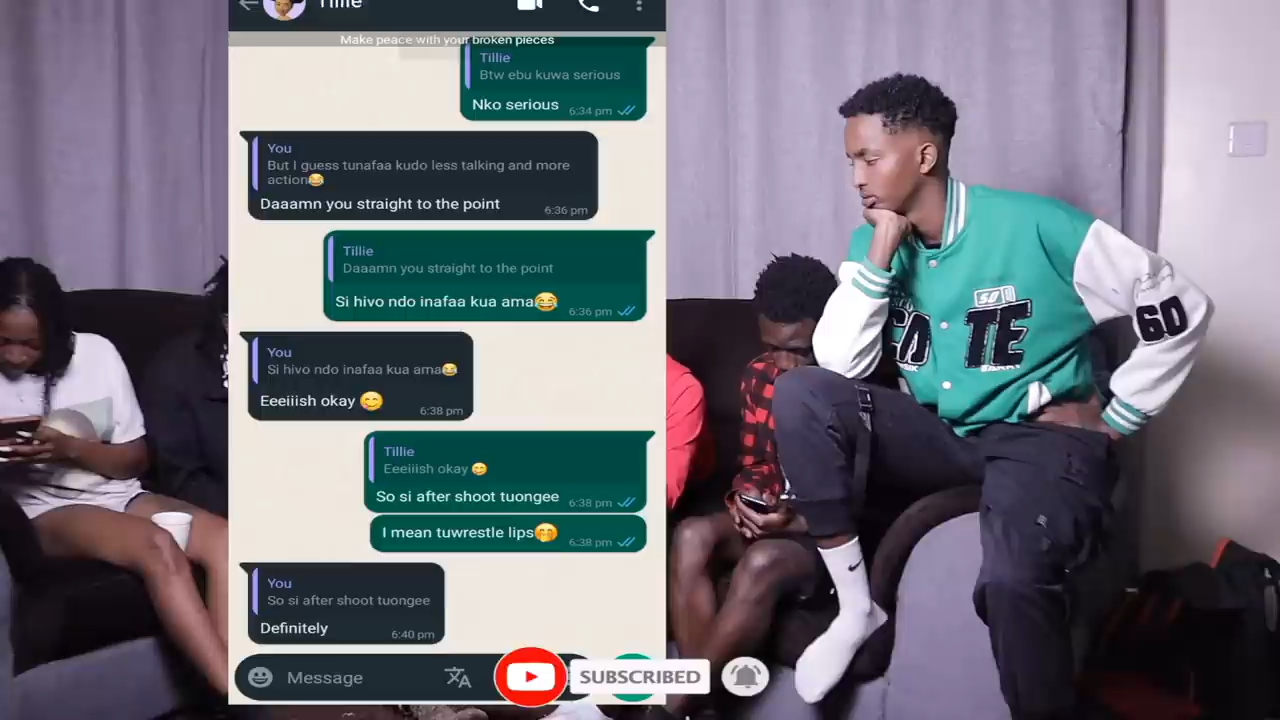 Tillie
Make peace with your broken pieces
Tillie
Btw ebu kuwa serious
Nko serious
6:34 pm
You
But I guess tunafaa kudo less talking and more
action😂
Daaamn you straight to the point
6:36 pm
Tillie
Daaamn you straight to the point
Si hivo ndo inafaa kua ama😂
6:36 pm
You
Si hivo ndo inafaa kua ama😂
Eeeiiish okay 😊
6:38 pm
Tillie
Eeeiiish okay 😊
So si after shoot tuongee
6:38 pm
I mean tuwrestle lips🤭
6:38 pm
You
So si after shoot tuongee
Definitely
6:40 pm
Message
SUBSCRIBED
TE
60